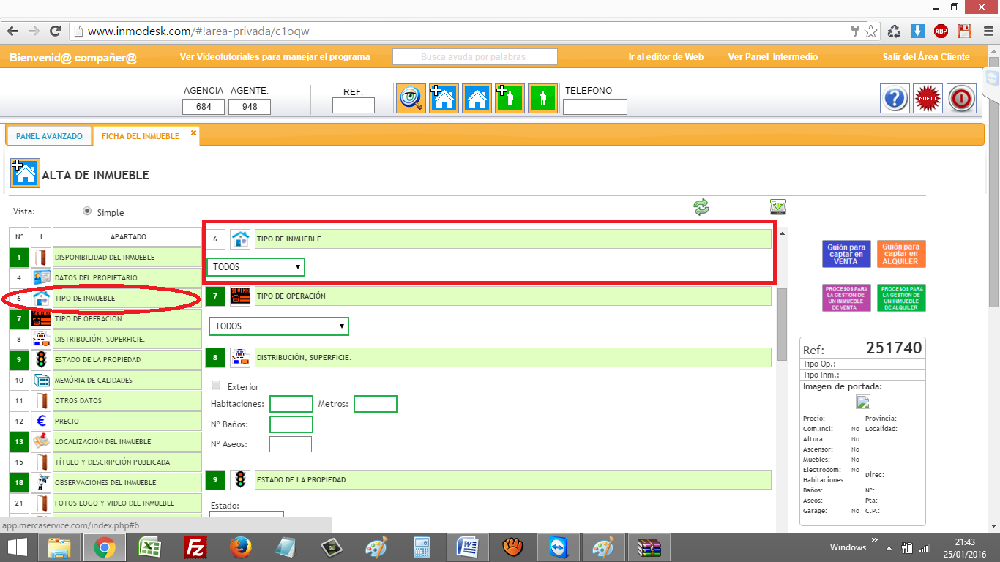 www.inmodesk.com/#!area-privada/c1oqw
ABP
Bienvenid@ compañer@
Ver Videotutoriales para manejar el programa
Busca ayuda por palabras
Ir al editor de Web
Ver Panel Intermedio
Salir del Área Cliente
AGENCIA AGENTE.
684 948
REF.
TELEFONO
NUEVO
PANEL AVANZADO
FICHA DEL INMUEBLE
ALTA DE INMUEBLE
Vista:
Simple
Nº I APARTADO
1 DISPONIBILIDAD DEL INMUEBLE
4 DATOS DEL PROPIETARIO
6 TIPO DE INMUEBLE
7 TIPO DE OPERACIÓN
8 DISTRIBUCIÓN, SUPERFICIE.
9 ESTADO DE LA PROPIEDAD
10 MEMÓRIA DE CALIDADES
11 OTROS DATOS
12 PRECIO
13 LOCALIZACIÓN DEL INMUEBLE
15 TÍTULO Y DESCRIPCIÓN PUBLICADA
18 OBSERVACIONES DEL INMUEBLE
21 FOTOS LOGO Y VIDEO DEL INMUEBLE
6 TIPO DE INMUEBLE
TODOS
7 SE VENDE TIPO DE OPERACIÓN
TODOS
8 DISTRIBUCIÓN, SUPERFICIE.
Exterior
Habitaciones: Metros:
Nº Baños:
Nº Aseos:
9 ESTADO DE LA PROPIEDAD
Estado:
Guión para
captar en
VENTA
Guión para
captar en
ALQUILER
PROCESOS PARA
LA GESTIÓN DE
UN INMUEBLE
DE VENTA
PROCESOS PARA
LA GESTIÓN DE
UN INMUEBLE
DE ALQUILER
Ref: 251740
Tipo Op.:
Tipo Inm.:
Imagen de portada:
Precio: Provincia:
Com.Incl: No Localidad:
Altura: No
Ascensor: No
Muebles: No
Electrodom: No
Direc:
Habitaciones:
Baños: Nº:
Aseos: Pta:
Garage: No C.P.:
app.mercaservice.com/index.php#6
Windows
21:43
25/01/2016